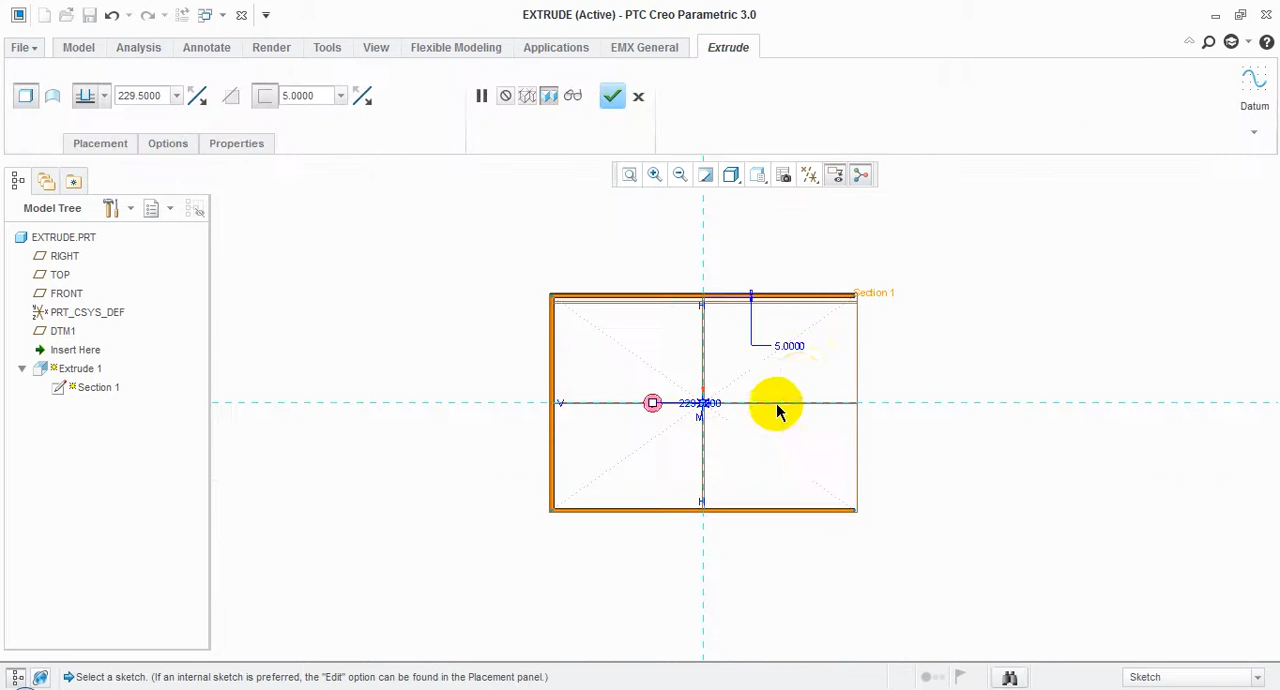 EXTRUDE (Active) - PTC Creo Parametric 3.0
File Model Analysis Annotate Render Tools View Flexible Modeling Applications EMX General Extrude
229.5000 5.0000
Datum
Placement Options Properties
Model Tree
EXTRUDE.PRT
RIGHT
TOP
FRONT
PRT_CSYS_DEF
DTM1
Insert Here
Extrude 1
Section 1
Section 1
H
5.0000
V
M
H
Select a sketch. (If an internal sketch is preferred, the "Edit" option can be found in the Placement panel.)
Sketch